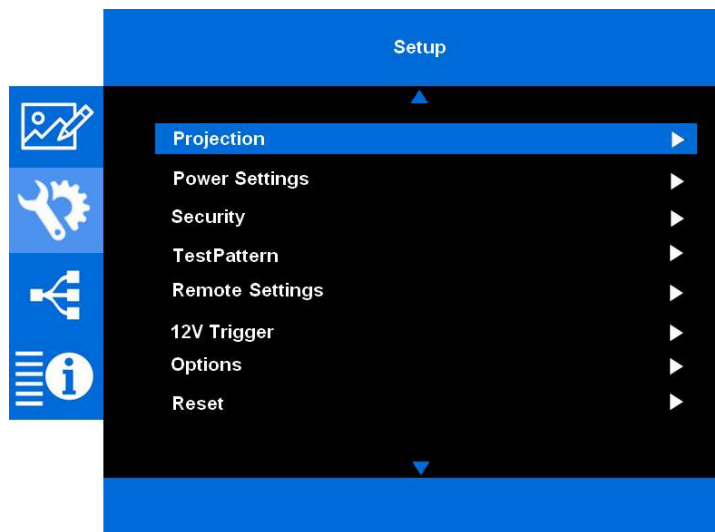 Setup
Projection
Power Settings
Security
TestPattern
Remote Settings
12V Trigger
Options
Reset